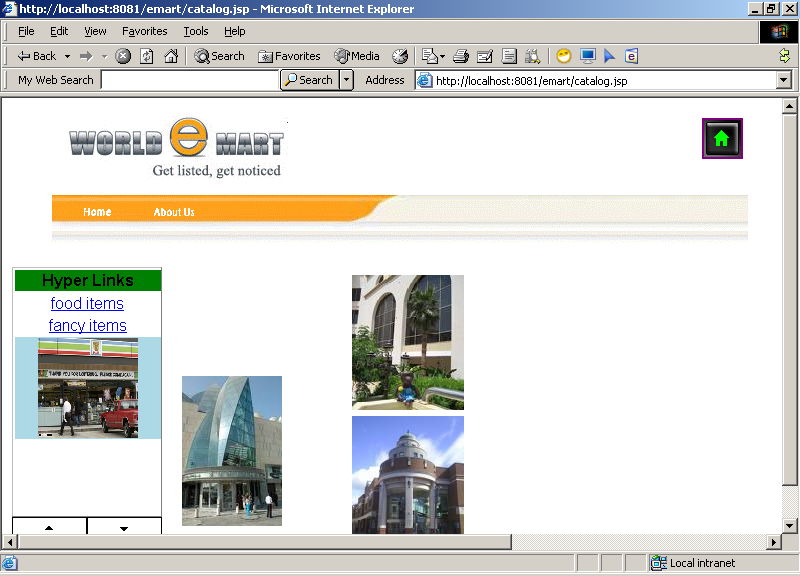 http://localhost:8081/emart/catalog.jsp - Microsoft Internet Explorer
File Edit View Favorites Tools Help
Back Search Favorites Media
My Web Search Search Address http://localhost:8081/emart/catalog.jsp
WORLD e MART
Get listed, get noticed
Home About Us
Hyper Links
food items
fancy items
Local intranet